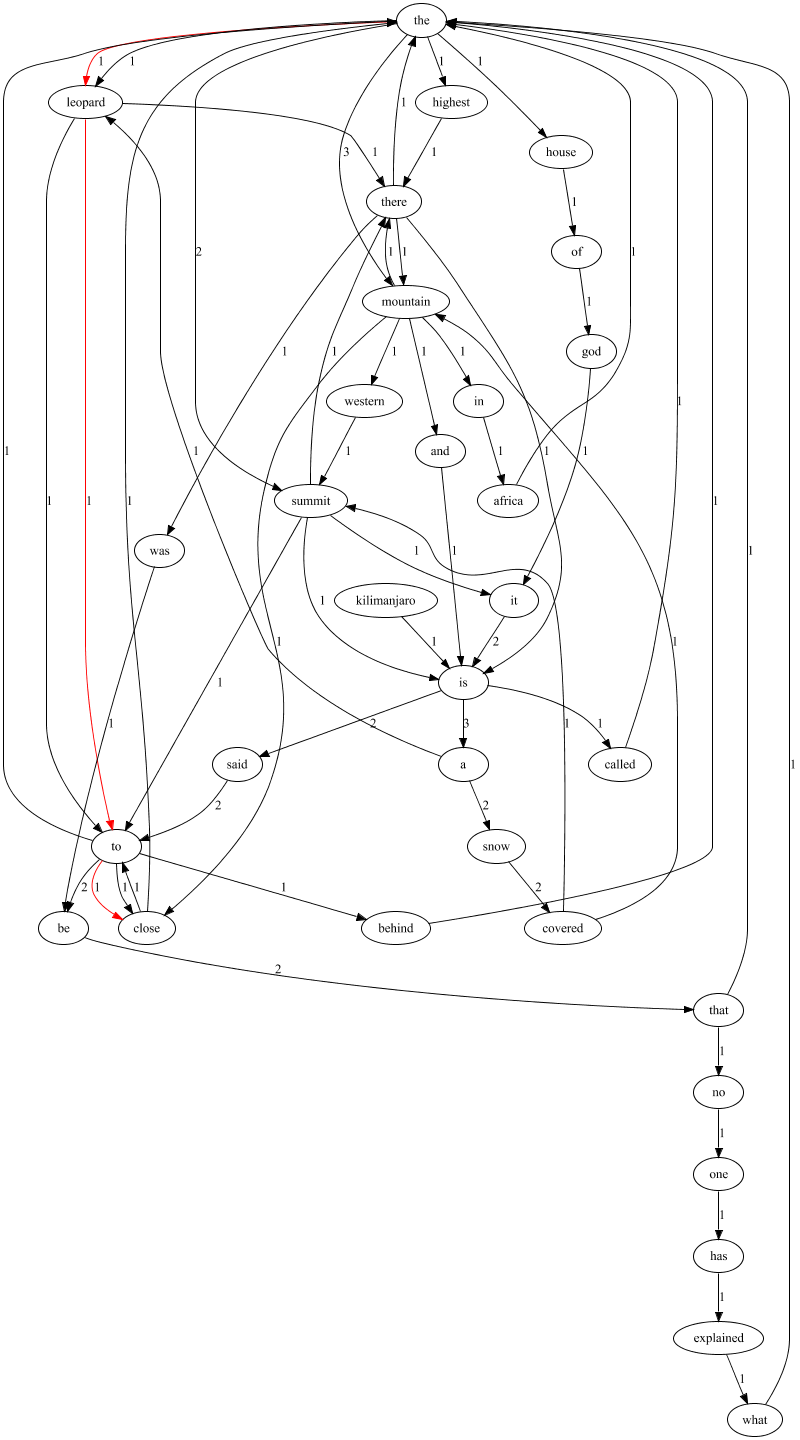 the
1 1 1 1
leopard highest house
3 1 1
there 1
2 1 1 1 of
mountain 1
1 1 1 1 1 god
western in
1 and 1 1 1 1
summit africa
1 1 1 1
was 1 1
kilimanjaro it
1 1 2 1 1
is
1 1 2 3 1 1
said a called
2 2
to snow
2 1 1 1 1 2
be close behind covered
2
that
1
no
1
one
1
has
1
explained
1 1
what